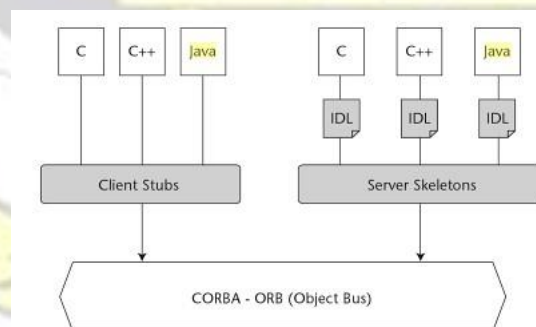 C
C++
Java
C
C++
Java
IDL
IDL
IDL
Client Stubs
Server Skeletons
CORBA - ORB (Object Bus)